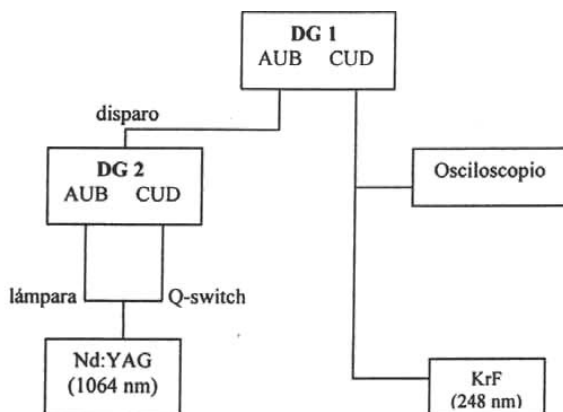 DG 1
AUB CUD
disparo
DG 2
AUB CUD
Osciloscopio
lámpara
Q-switch
Nd:YAG
(1064 nm)
KrF
(248 nm)